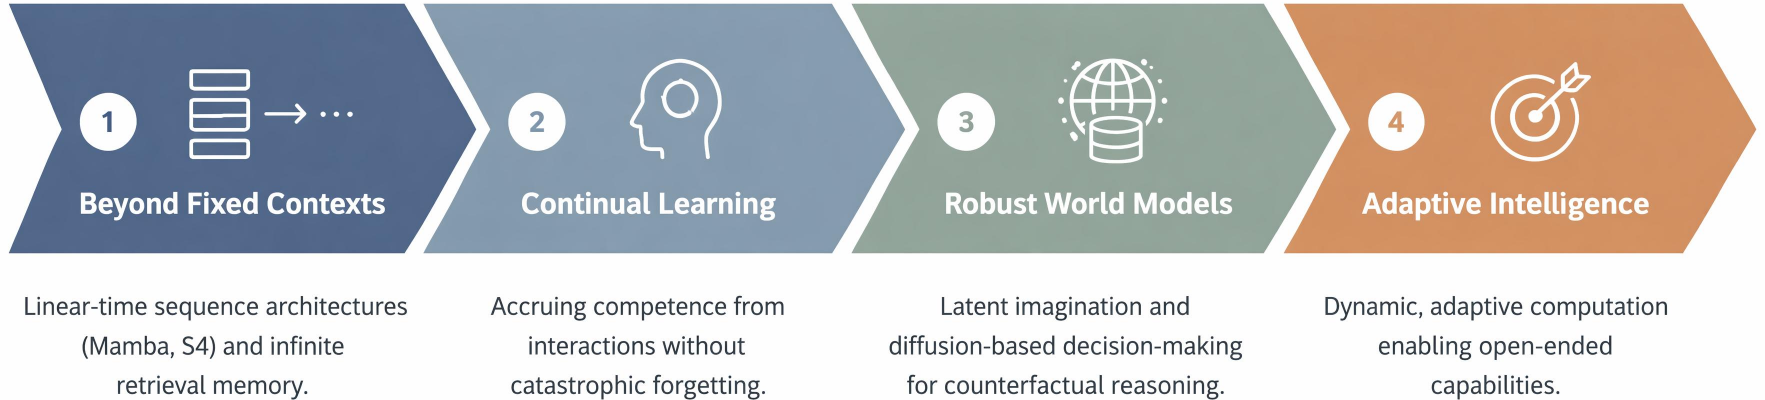 1
Beyond Fixed Contexts
Linear-time sequence architectures
(Mamba, S4) and infinite
retrieval memory.
2
Continual Learning
Accruing competence from
interactions without
catastrophic forgetting.
3
Robust World Models
Latent imagination and
diffusion-based decision-making
for counterfactual reasoning.
4
Adaptive Intelligence
Dynamic, adaptive computation
enabling open-ended
capabilities.